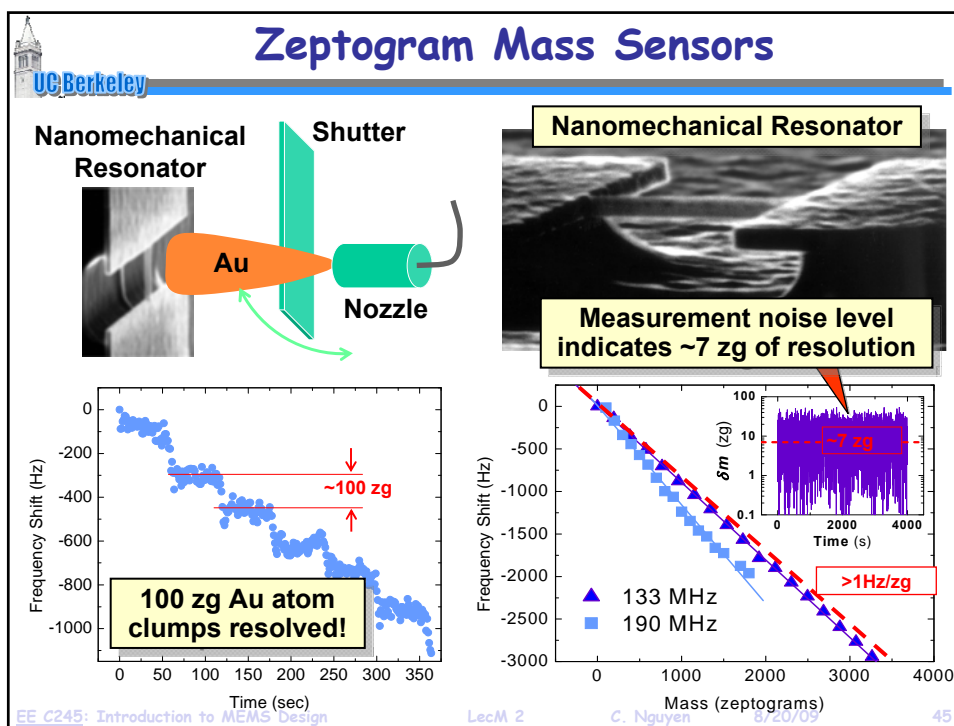 Zeptogram Mass Sensors
UC Berkeley
Nanomechanical
Resonator
Shutter
Au
Nozzle
Nanomechanical Resonator
Measurement noise level
indicates ~7 zg of resolution
0
-200
-400
-600
-800
-1000
Frequency Shift (Hz)
~100 zg
100 zg Au atom
clumps resolved!
0 50 100 150 200 250 300 350
Time (sec)
0
-500
-1000
-1500
-2000
-2500
-3000
Frequency Shift (Hz)
100
10
1
0.1
δm (zg)
~7 zg
0 2000 4000
Time (s)
>1Hz/zg
133 MHz
190 MHz
0 1000 2000 3000 4000
Mass (zeptograms)
EE C245: Introduction to MEMS Design LecM 2 C. Nguyen 8/20/09 45